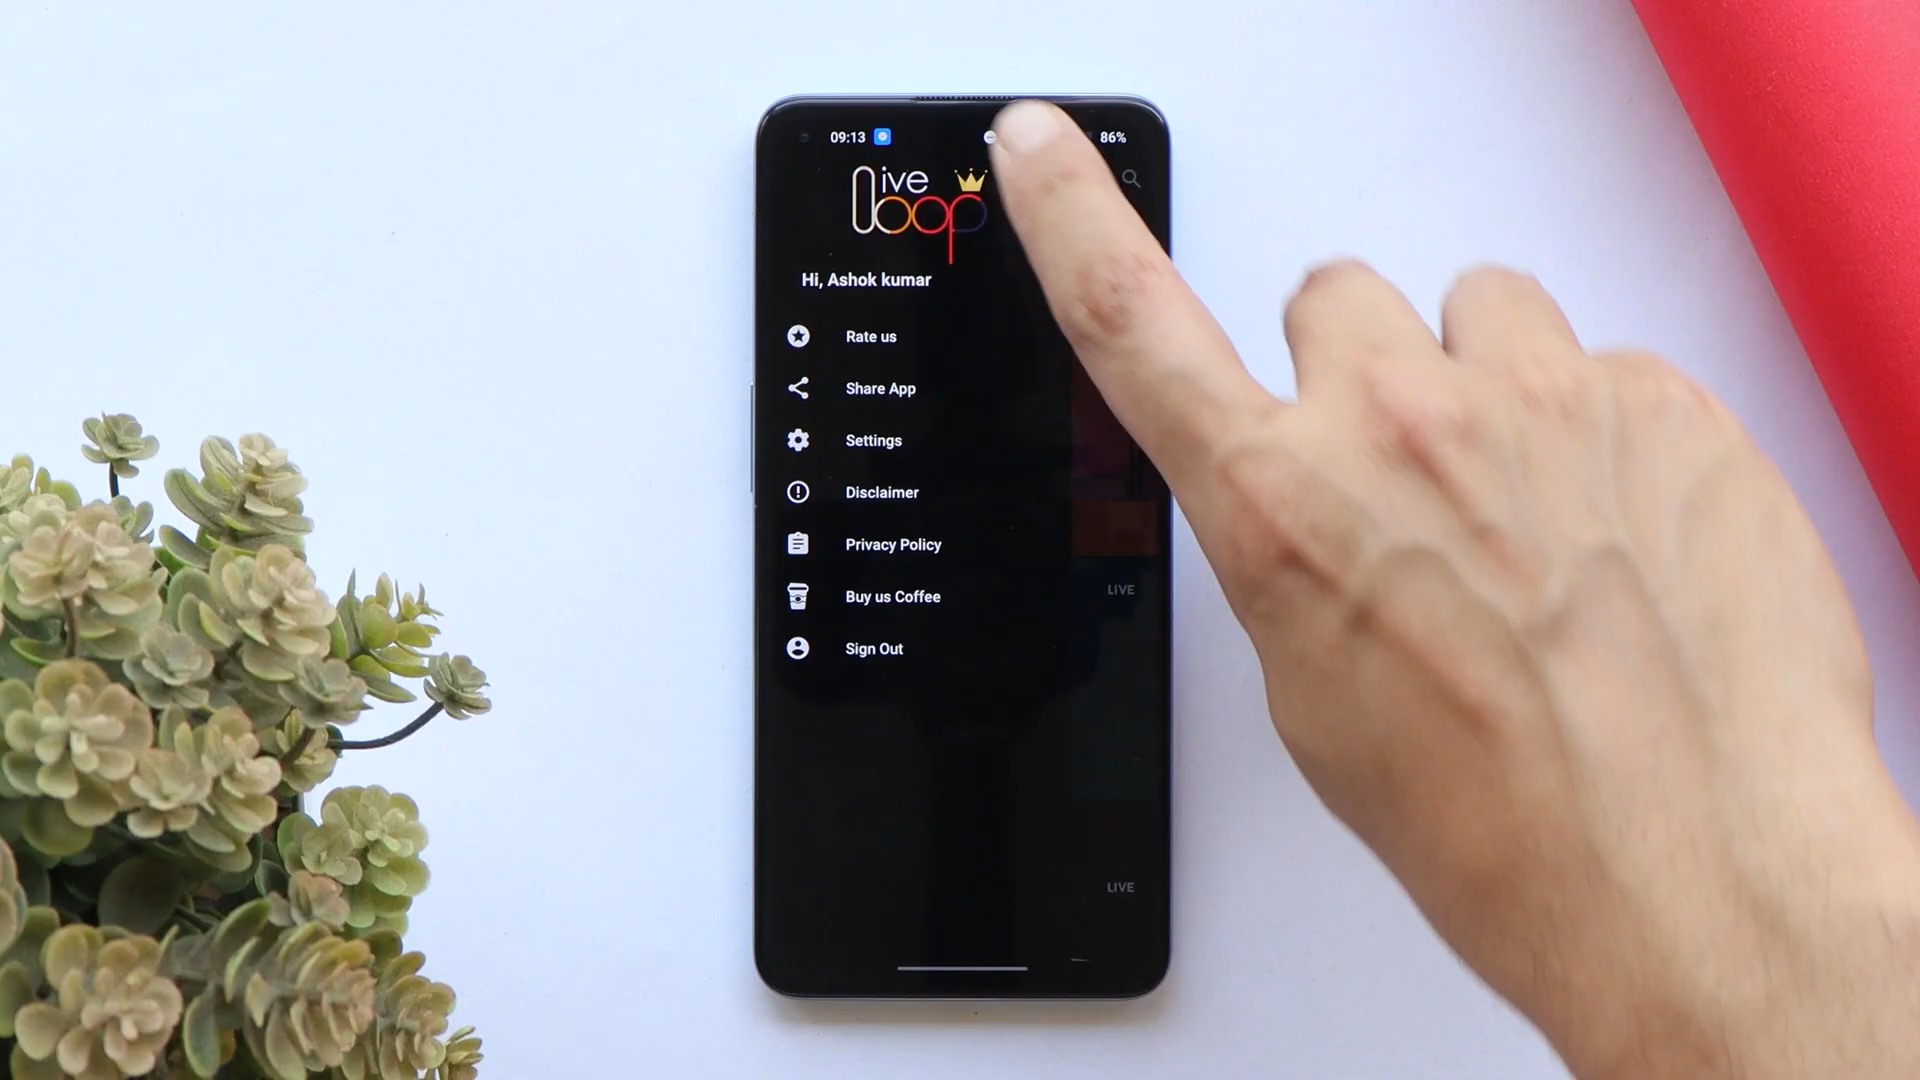 09:13
86%
live
loop
Hi, Ashok kumar
Rate us
Share App
Settings
Disclaimer
Privacy Policy
LIVE
Buy us Coffee
Sign Out
LIVE